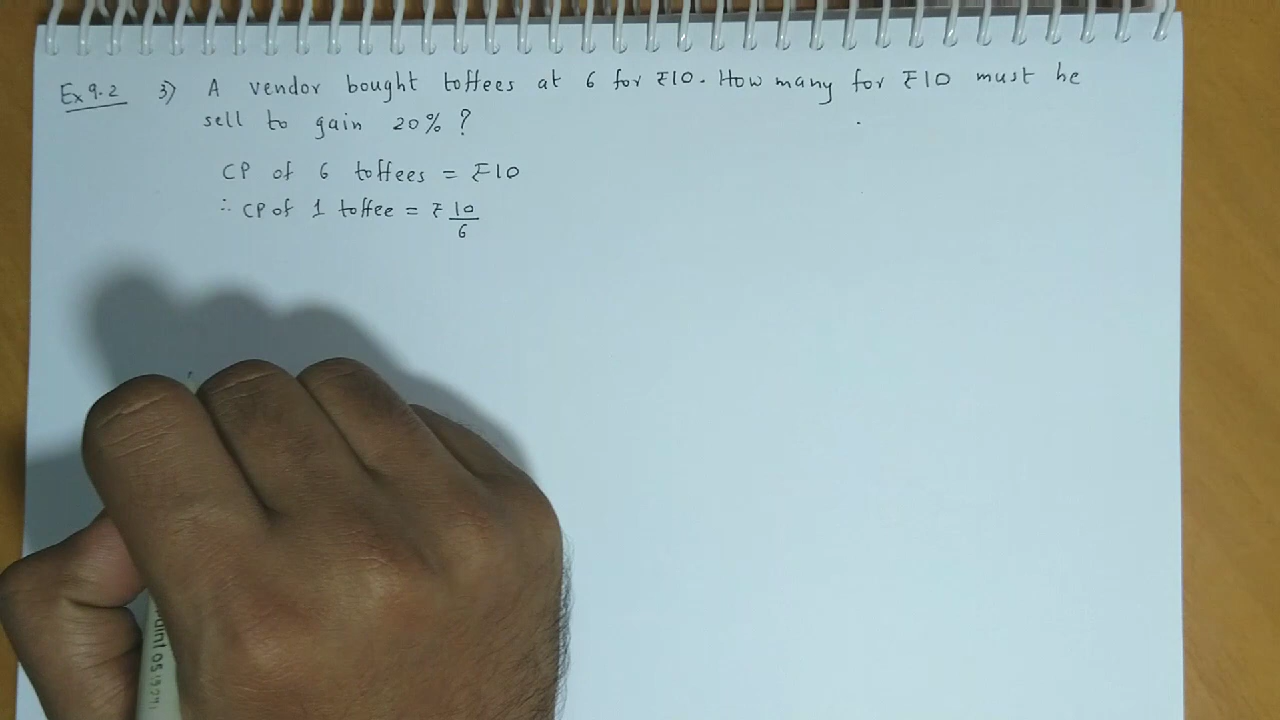 Ex 9.2 3) A vendor bought toffees at 6 for ₹10. How many for ₹10 must he
sell to gain 20% ?
CP of 6 toffees = ₹10
∴ CP of 1 toffee = ₹ 10/6